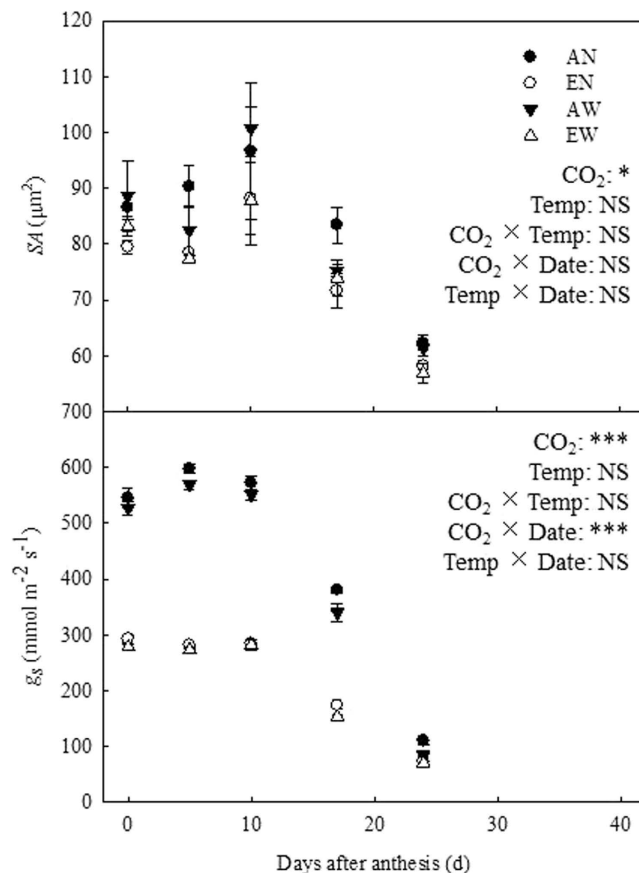 120
110
100
90
80
70
60
SA (μm²)
● AN
○ EN
▼ AW
△ EW
CO₂: *
Temp: NS
CO₂ × Temp: NS
CO₂ × Date: NS
Temp × Date: NS
700
600
500
400
300
200
100
0
gₛ (mmol m⁻² s⁻¹)
CO₂: ***
Temp: NS
CO₂ × Temp: NS
CO₂ × Date: ***
Temp × Date: NS
0 10 20 30 40
Days after anthesis (d)